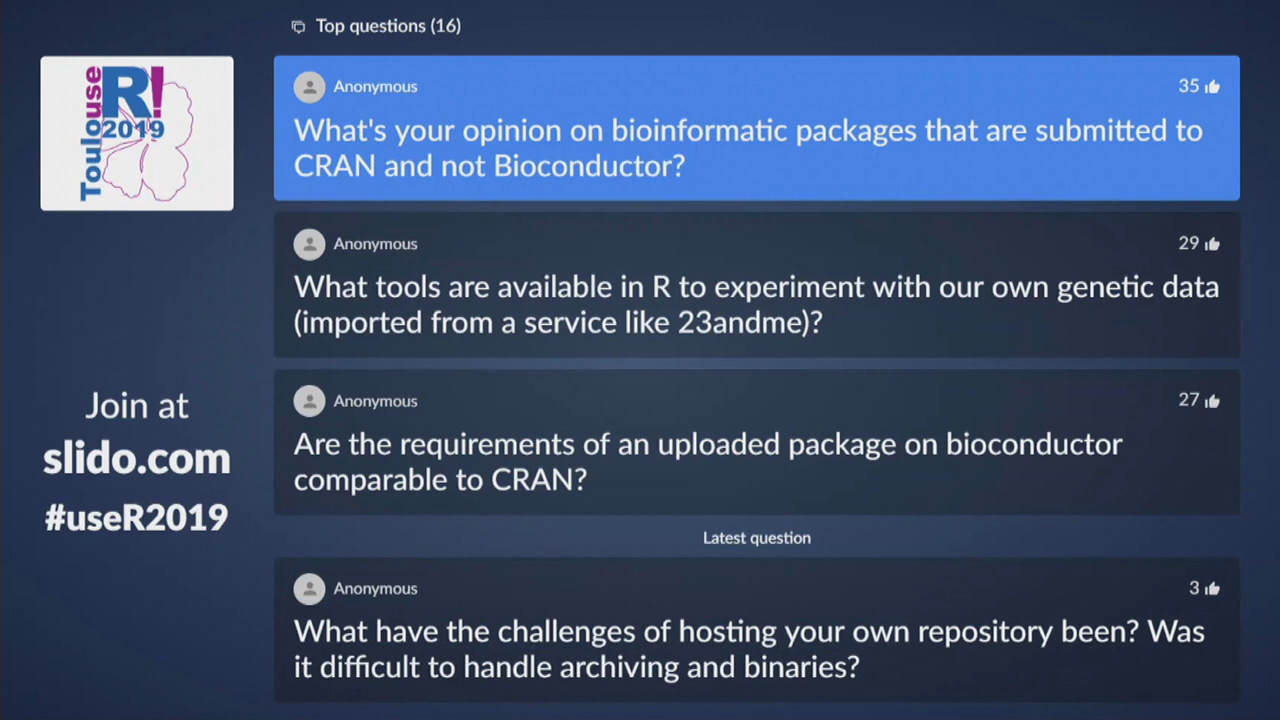 Top questions (16)
Toulouse
R!
2019
Anonymous
35
What's your opinion on bioinformatic packages that are submitted to
CRAN and not Bioconductor?
Anonymous
29
What tools are available in R to experiment with our own genetic data
(imported from a service like 23andme)?
Anonymous
27
Are the requirements of an uploaded package on bioconductor
comparable to CRAN?
Join at
slido.com
#useR2019
Latest question
Anonymous
3
What have the challenges of hosting your own repository been? Was
it difficult to handle archiving and binaries?